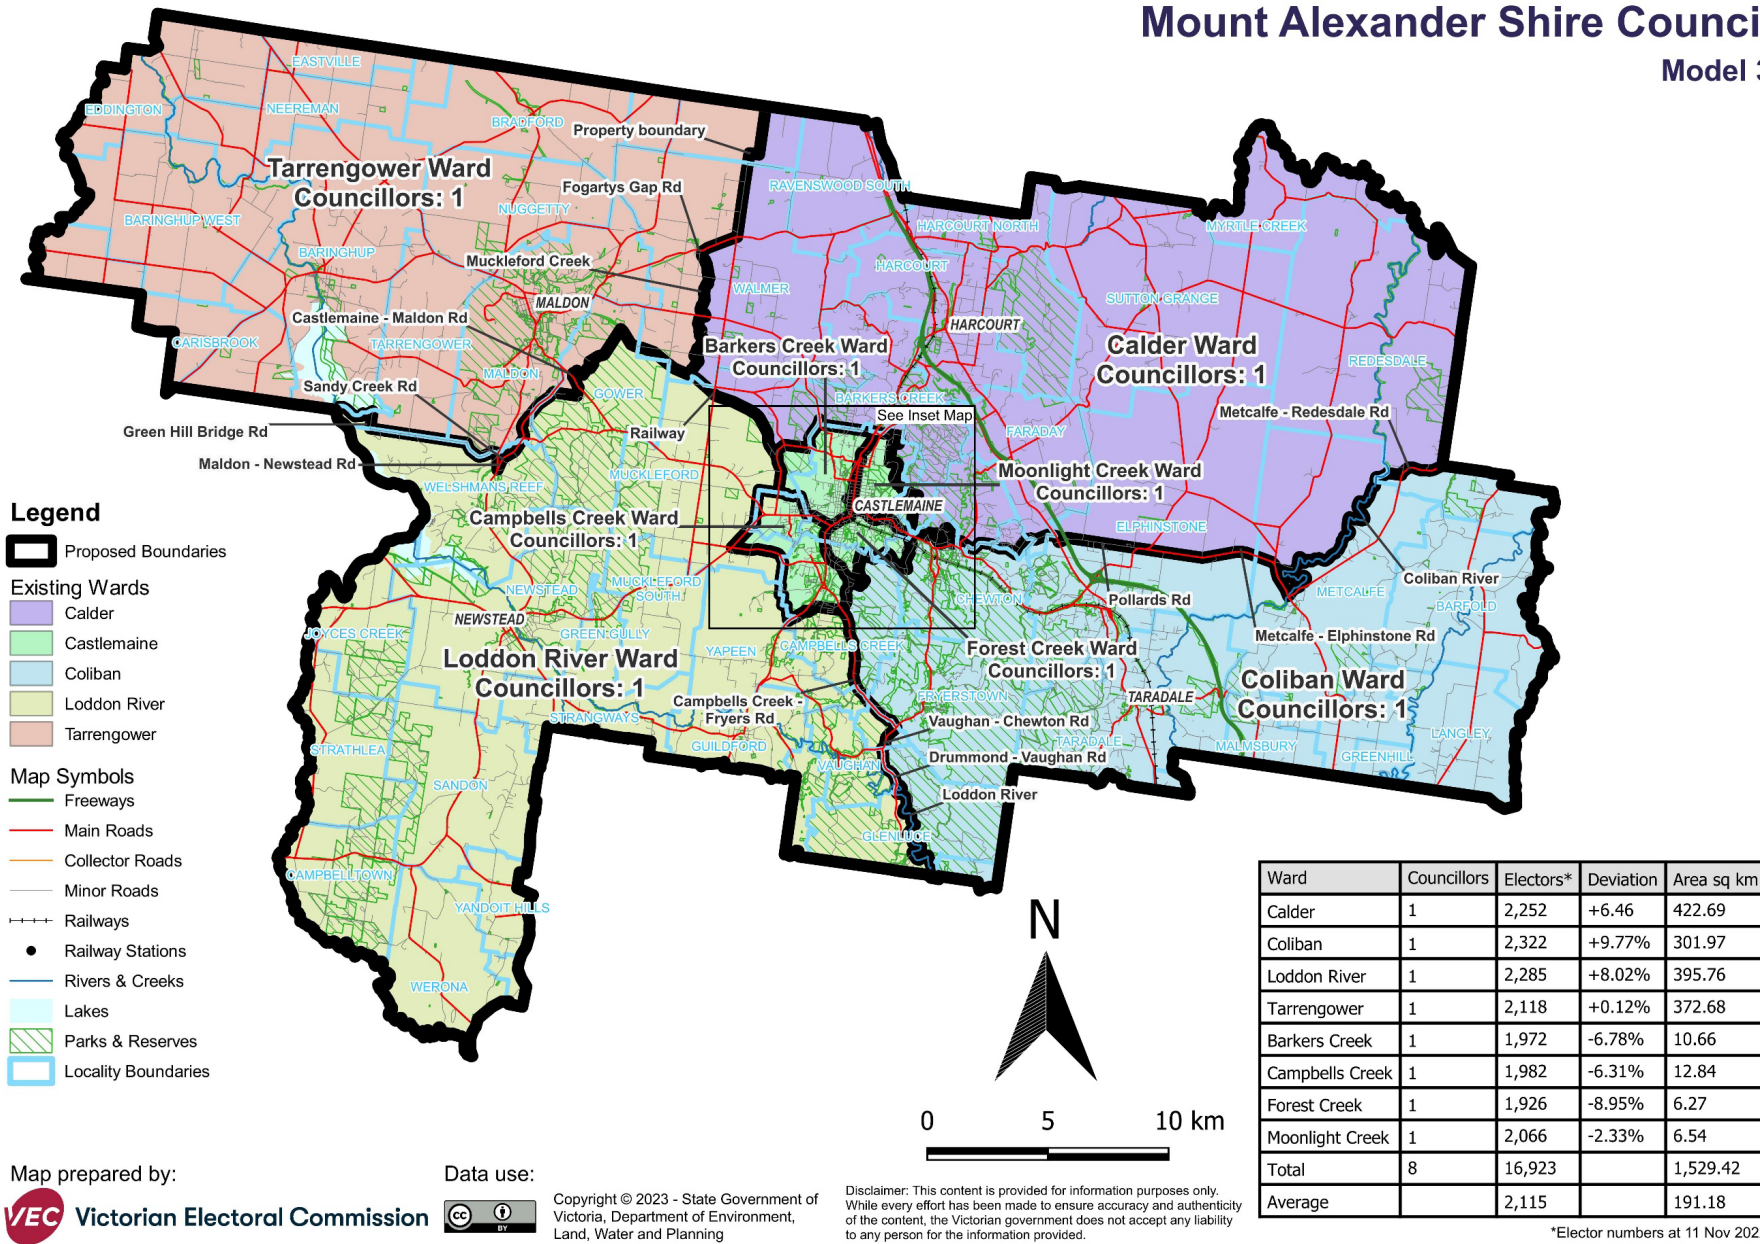 Mount Alexander Shire Counci
Model 3
EASTVILLE
EDDINGTON
NEEREMAN
BRADFORD
Property boundary
Tarrengower Ward
Councillors: 1
Fogartys Gap Rd
RAVENSWOOD SOUTH
NUGGETTY
BARINGHUP WEST
HARCOURT NORTH
MYRTLE CREEK
BARINGHUP
Muckleford Creek
HARCOURT
WALMER
SUTTON GRANGE
MALDON
Castlemaine - Maldon Rd
HARCOURT
CARISBROOK
TARRENGOWER
Barkers Creek Ward
Councillors: 1
Calder Ward
Councillors: 1
REDESDALE
MALDON
Sandy Creek Rd
GOWER
BARKERS CREEK
See Inset Map
Metcalfe - Redesdale Rd
Green Hill Bridge Rd
Railway
FARADAY
Maldon - Newstead Rd
MUCKLEFORD
Moonlight Creek Ward
Councillors: 1
WELSHMANS REEF
CASTLEMAINE
Campbells Creek Ward
Councillors: 1
ELPHINSTONE
Coliban River
MUCKLEFORD
SOUTH
NEWSTEAD
CHEWTON
Pollards Rd
METCALFE
BARFOLD
NEWSTEAD
JOYCES CREEK
GREEN GULLY
YAPEEN
CAMPBELLS CREEK
Metcalfe - Elphinstone Rd
Loddon River Ward
Councillors: 1
Forest Creek Ward
Councillors: 1
Coliban Ward
Councillors: 1
Campbells Creek -
Fryers Rd
FRYERSTOWN
TARADALE
STRANGWAYS
Vaughan - Chewton Rd
STRATHLEA
GUILDFORD
TARADALE
MALMSBURY
LANGLEY
GREENHILL
VAUGHAN
Drummond - Vaughan Rd
SANDON
Loddon River
GLENLUCE
CAMPBELLTOWN
YANDOIT HILLS
WERONA
Legend
Proposed Boundaries
Existing Wards
Calder
Castlemaine
Coliban
Loddon River
Tarrengower
Map Symbols
Freeways
Main Roads
Collector Roads
Minor Roads
Railways
Railway Stations
Rivers & Creeks
Lakes
Parks & Reserves
Locality Boundaries
N
0 5 10 km
Ward Councillors Electors* Deviation Area sq km
Calder 1 2,252 +6.46 422.69
Coliban 1 2,322 +9.77% 301.97
Loddon River 1 2,285 +8.02% 395.76
Tarrengower 1 2,118 +0.12% 372.68
Barkers Creek 1 1,972 -6.78% 10.66
Campbells Creek 1 1,982 -6.31% 12.84
Forest Creek 1 1,926 -8.95% 6.27
Moonlight Creek 1 2,066 -2.33% 6.54
Total 8 16,923 1,529.42
Average 2,115 191.18
*Elector numbers at 11 Nov 202
Map prepared by:
VEC Victorian Electoral Commission
Data use:
cc BY
Copyright © 2023 - State Government of
Victoria, Department of Environment,
Land, Water and Planning
Disclaimer: This content is provided for information purposes only.
While every effort has been made to ensure accuracy and authenticity
of the content, the Victorian government does not accept any liability
to any person for the information provided.